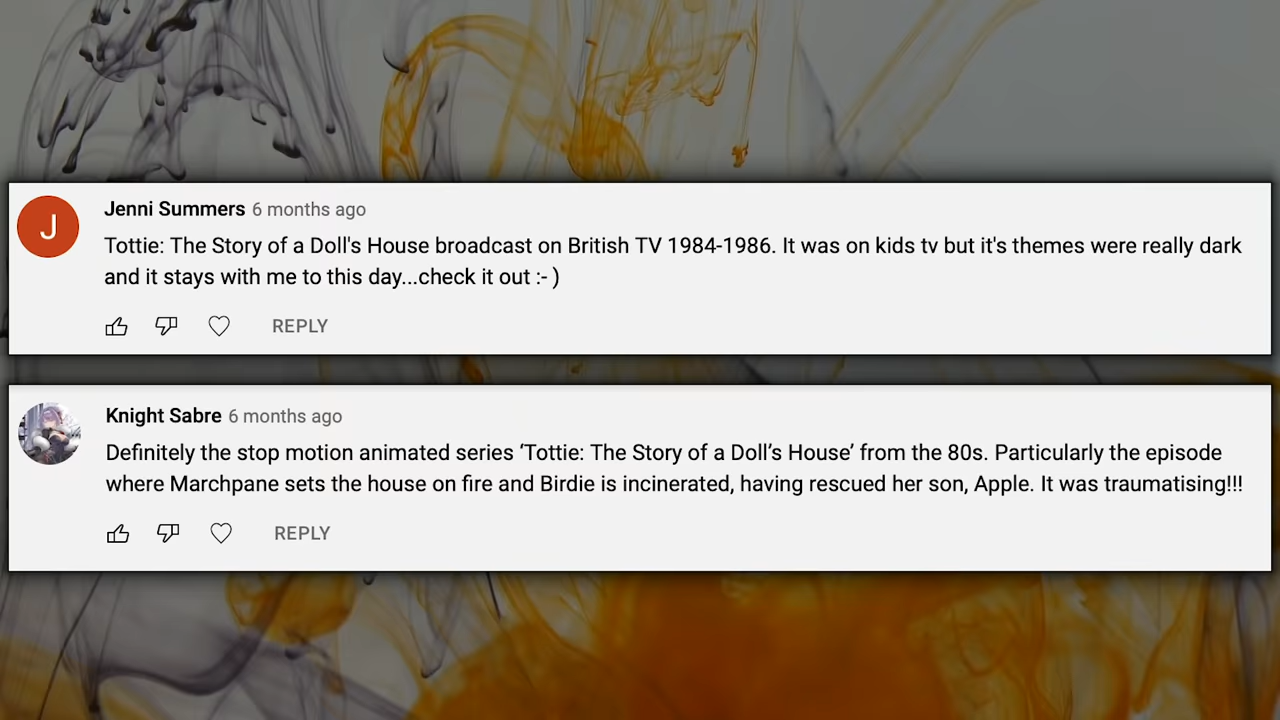 J
Jenni Summers 6 months ago
Tottie: The Story of a Doll's House broadcast on British TV 1984-1986. It was on kids tv but it's themes were really dark
and it stays with me to this day...check it out :- )
REPLY
Knight Sabre 6 months ago
Definitely the stop motion animated series ‘Tottie: The Story of a Doll’s House’ from the 80s. Particularly the episode
where Marchpane sets the house on fire and Birdie is incinerated, having rescued her son, Apple. It was traumatising!!!
REPLY